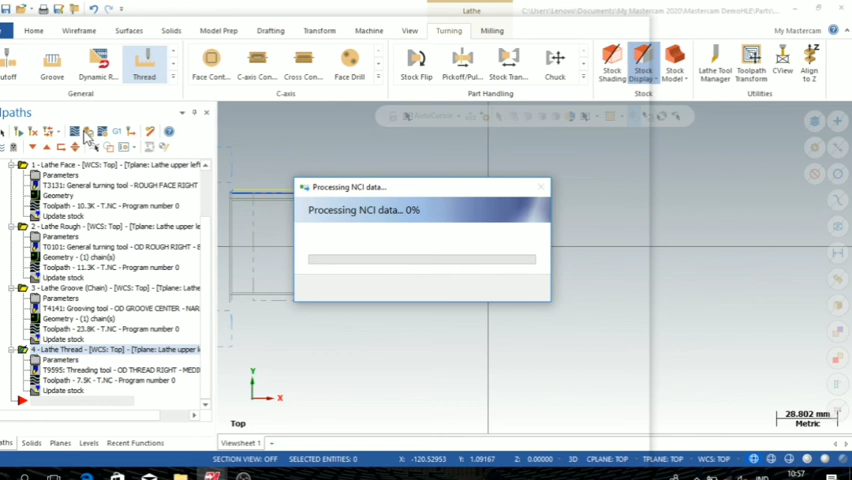 Lathe C:\Users\Lenovo\Documents\My Mastercam 2020\Mastercam Demo\HLE\Parts\
Home Wireframe Surfaces Solids Model Prep Drafting Transform Machine View Turning Milling My Mastercam
utoff Groove Dynamic R... Thread Face Cont... C-axis Con... Cross Con... Face Drill Stock Flip Pickoff/Pul... Stock Tran... Chuck Stock Shading Stock Display Stock Model Lathe Tool Manager Toolpath Transform CView Align to Z
General C-axis Part Handling Stock Utilities
lpaths
G1
AutoCursor
1 - Lathe Face - [WCS: Top] - [Tplane: Lathe upper left
Parameters
T3131: General turning tool - ROUGH FACE RIGHT
Geometry
Toolpath - 10.3K - T.NC - Program number 0
Update stock
2 - Lathe Rough - [WCS: Top] - [Tplane: Lathe upper le
Parameters
T0101: General turning tool - OD ROUGH RIGHT - 8
Geometry - (1) chain(s)
Toolpath - 11.3K - T.NC - Program number 0
Update stock
3 - Lathe Groove (Chain) - [WCS: Top] - [Tplane: Lathe
Parameters
T4141: Grooving tool - OD GROOVE CENTER - NAR
Geometry - (1) chain(s)
Toolpath - 23.8K - T.NC - Program number 0
Update stock
4 - Lathe Thread - [WCS: Top] - [Tplane: Lathe upper le
Parameters
T9595: Threading tool - OD THREAD RIGHT - MEDI
Toolpath - 7.5K - T.NC - Program number 0
Update stock
Processing NCI data...
Processing NCI data... 0%
Y
X
Top
28.802 mm
Metric
paths Solids Planes Levels Recent Functions Viewsheet 1
SECTION VIEW: OFF SELECTED ENTITIES: 0 X: -120.52953 Y: 1.09167 Z: 0.00000 3D CPLANE: TOP TPLANE: TOP WCS: TOP
IND
10:57